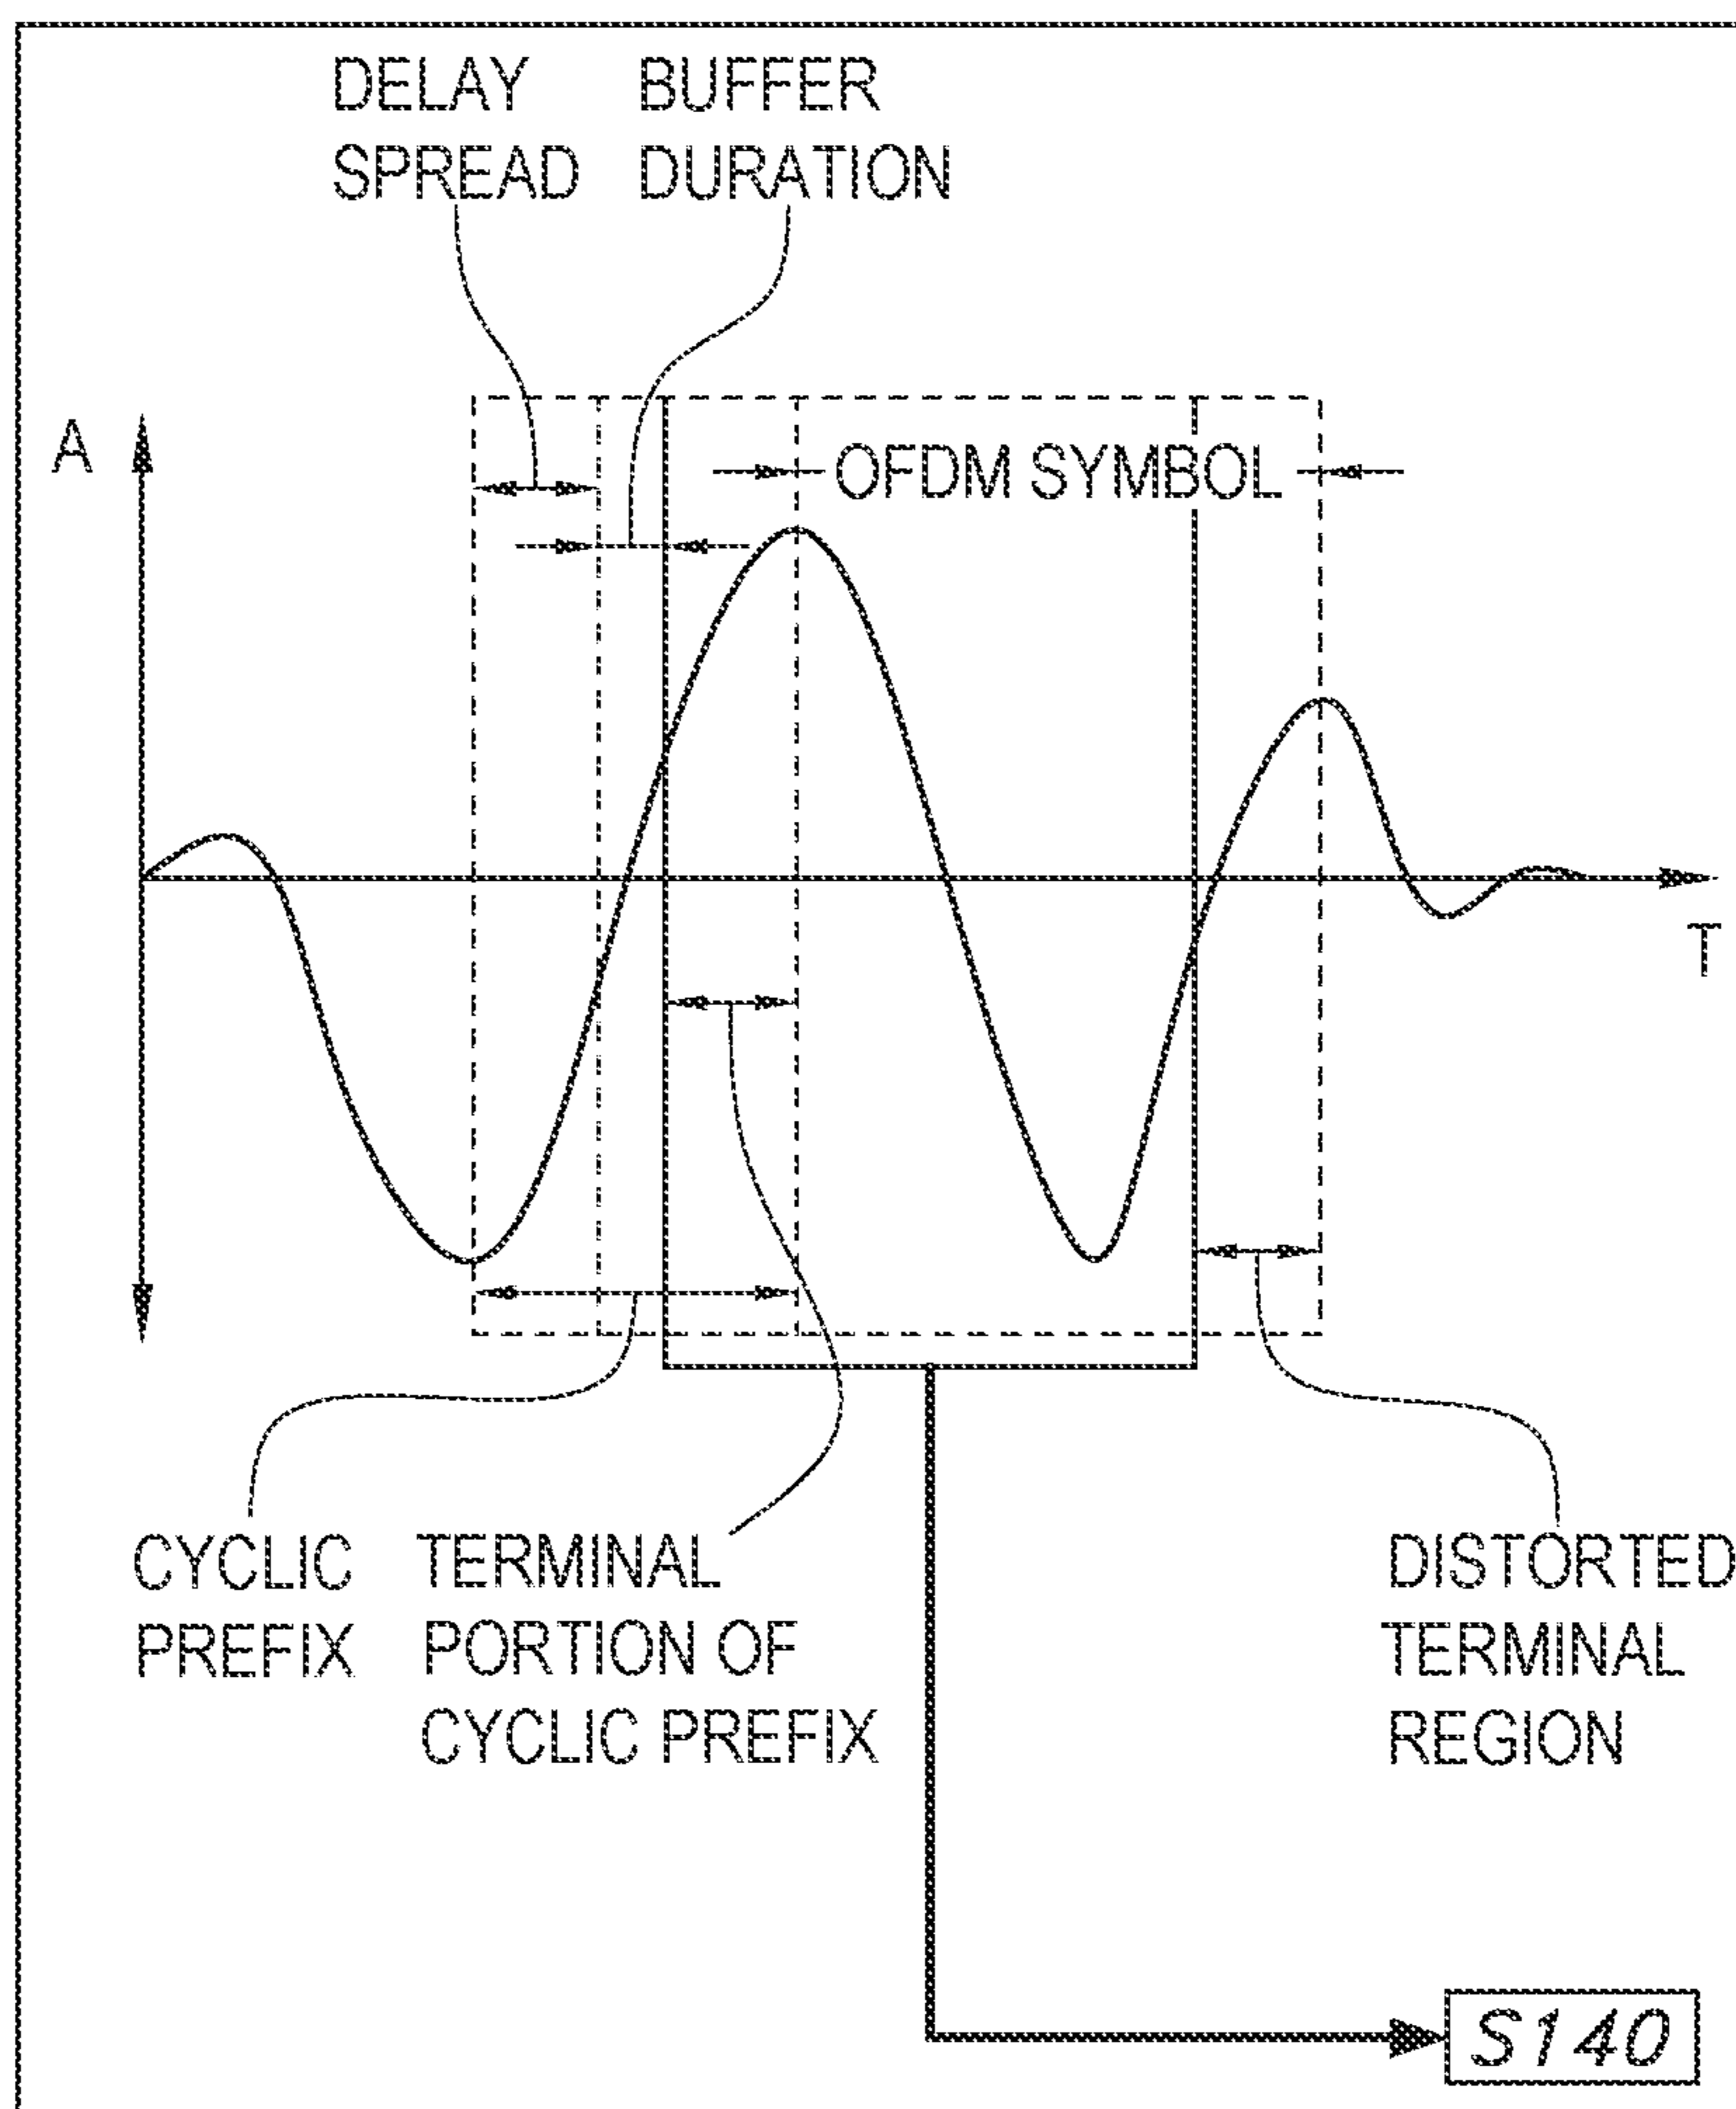 DELAY SPREAD
BUFFER DURATION
A
OFDM SYMBOL
T
CYCLIC PREFIX
TERMINAL PORTION OF CYCLIC PREFIX
DISTORTED TERMINAL REGION
S140